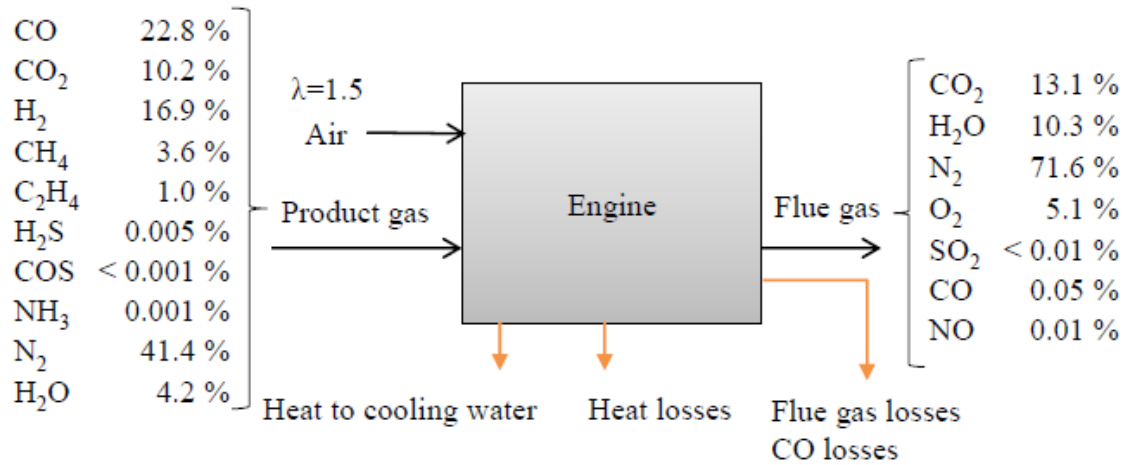 CO 22.8 %
CO₂ 10.2 %
H₂ 16.9 %
CH₄ 3.6 %
C₂H₄ 1.0 %
H₂S 0.005 %
COS < 0.001 %
NH₃ 0.001 %
N₂ 41.4 %
H₂O 4.2 %
λ=1.5
Air
Product gas
Engine
Flue gas
CO₂ 13.1 %
H₂O 10.3 %
N₂ 71.6 %
O₂ 5.1 %
SO₂ < 0.01 %
CO 0.05 %
NO 0.01 %
Heat to cooling water
Heat losses
Flue gas losses
CO losses